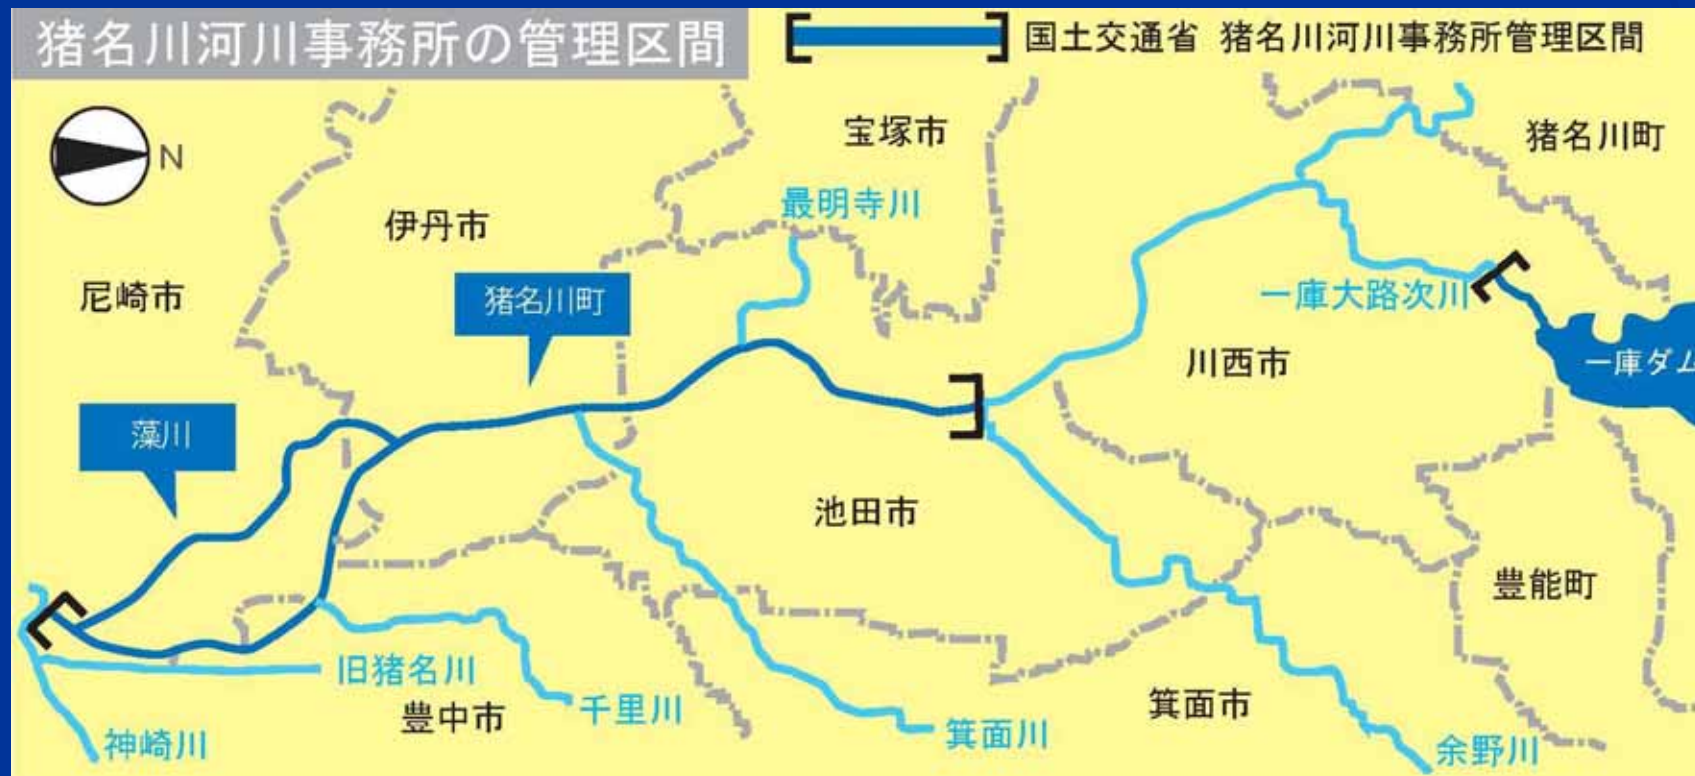 猪名川河川事務所の管理区間
国土交通省 猪名川河川事務所管理区間
N
宝塚市
猪名川町
最明寺川
伊丹市
尼崎市
猪名川町
一庫大路次川
川西市
一庫ダム
藻川
池田市
豊能町
旧猪名川
千里川
豊中市
箕面市
神崎川
箕面川
余野川